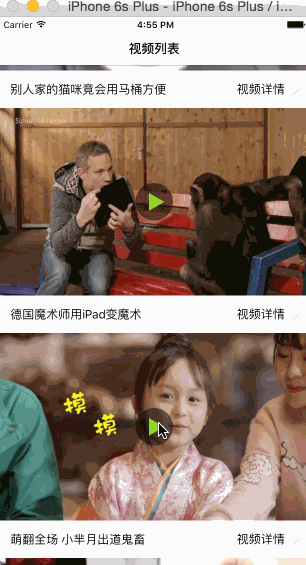 iPhone 6s Plus - iPhone 6s Plus / i...
Carrier 4:55 PM
视频列表
别人家的猫咪竟会用马桶方便 视频详情
德国魔术师用iPad变魔术 视频详情
摸
摸
萌翻全场 小芈月出道鬼畜 视频详情